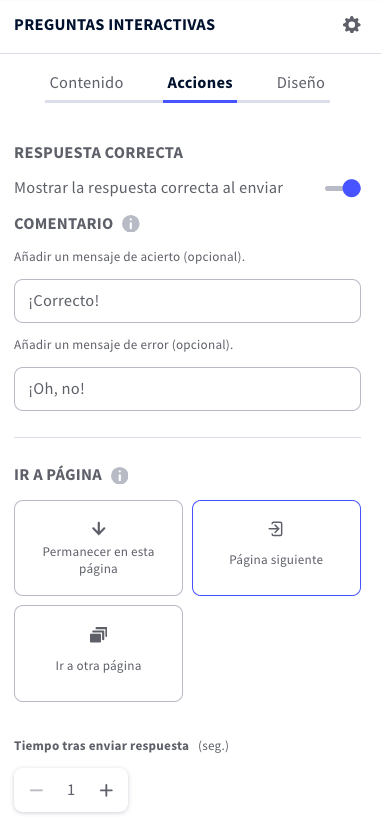 PREGUNTAS INTERACTIVAS
Contenido Acciones Diseño
RESPUESTA CORRECTA
Mostrar la respuesta correcta al enviar
COMENTARIO i
Añadir un mensaje de acierto (opcional).
¡Correcto!
Añadir un mensaje de error (opcional).
¡Oh, no!
IR A PÁGINA i
Permanecer en esta
página
Página siguiente
Ir a otra página
Tiempo tras enviar respuesta (seg.)
− 1 +